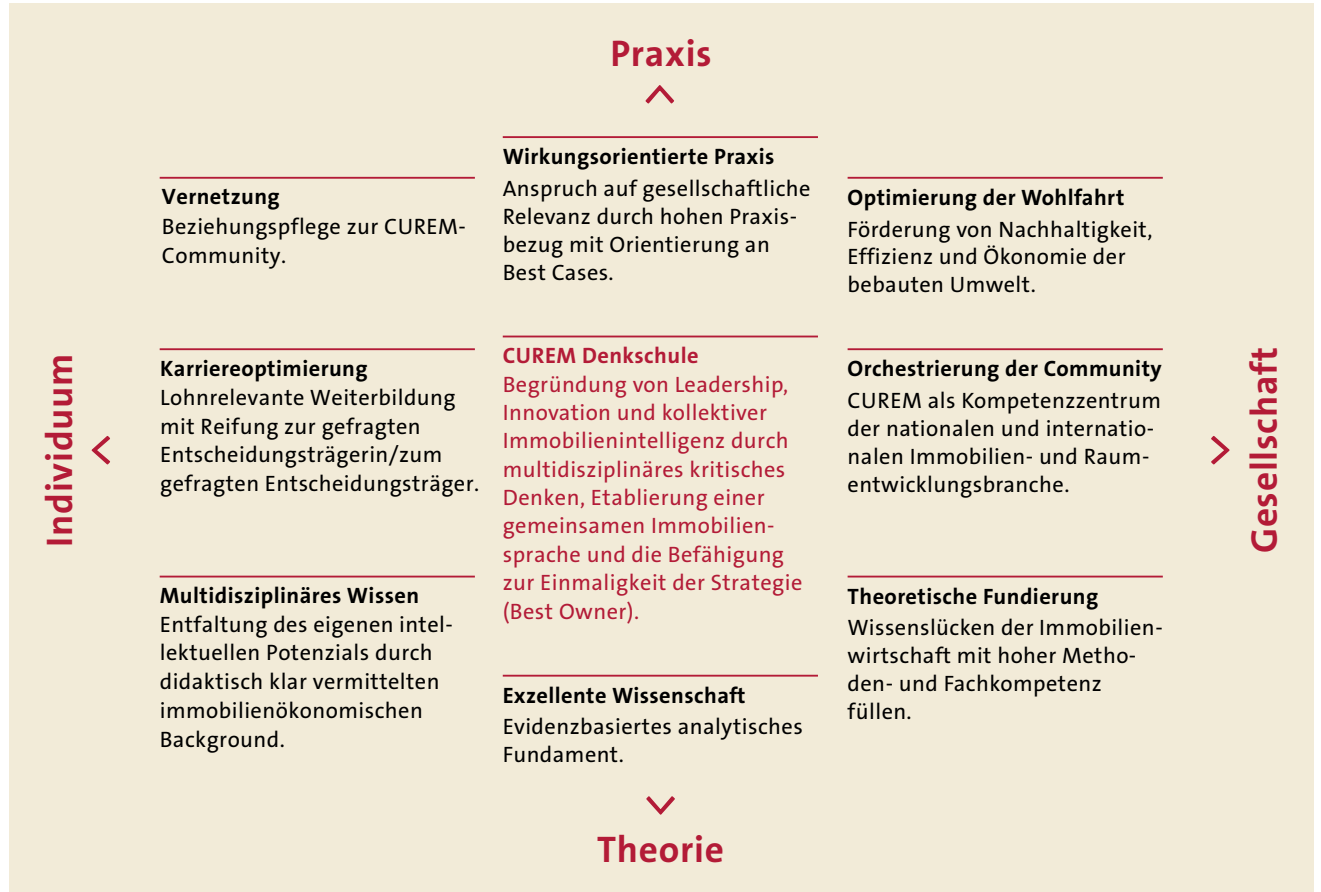 Praxis
Vernetzung
Beziehungspflege zur CUREM-
Community.
Wirkungsorientierte Praxis
Anspruch auf gesellschaftliche
Relevanz durch hohen Praxis-
bezug mit Orientierung an
Best Cases.
Optimierung der Wohlfahrt
Förderung von Nachhaltigkeit,
Effizienz und Ökonomie der
bebauten Umwelt.
Individuum
Karriereoptimierung
Lohnrelevante Weiterbildung
mit Reifung zur gefragten
Entscheidungsträgerin/zum
gefragten Entscheidungsträger.
CUREM Denkschule
Begründung von Leadership,
Innovation und kollektiver
Immobilienintelligenz durch
multidisziplinäres kritisches
Denken, Etablierung einer
gemeinsamen Immobilien-
sprache und die Befähigung
zur Einmaligkeit der Strategie
(Best Owner).
Orchestrierung der Community
CUREM als Kompetenzzentrum
der nationalen und internatio-
nalen Immobilien- und Raum-
entwicklungsbranche.
Gesellschaft
Multidisziplinäres Wissen
Entfaltung des eigenen intel-
lektuellen Potenzials durch
didaktisch klar vermittelten
immobilienökonomischen
Background.
Exzellente Wissenschaft
Evidenzbasiertes analytisches
Fundament.
Theoretische Fundierung
Wissenslücken der Immobilien-
wirtschaft mit hoher Metho-
den- und Fachkompetenz
füllen.
Theorie